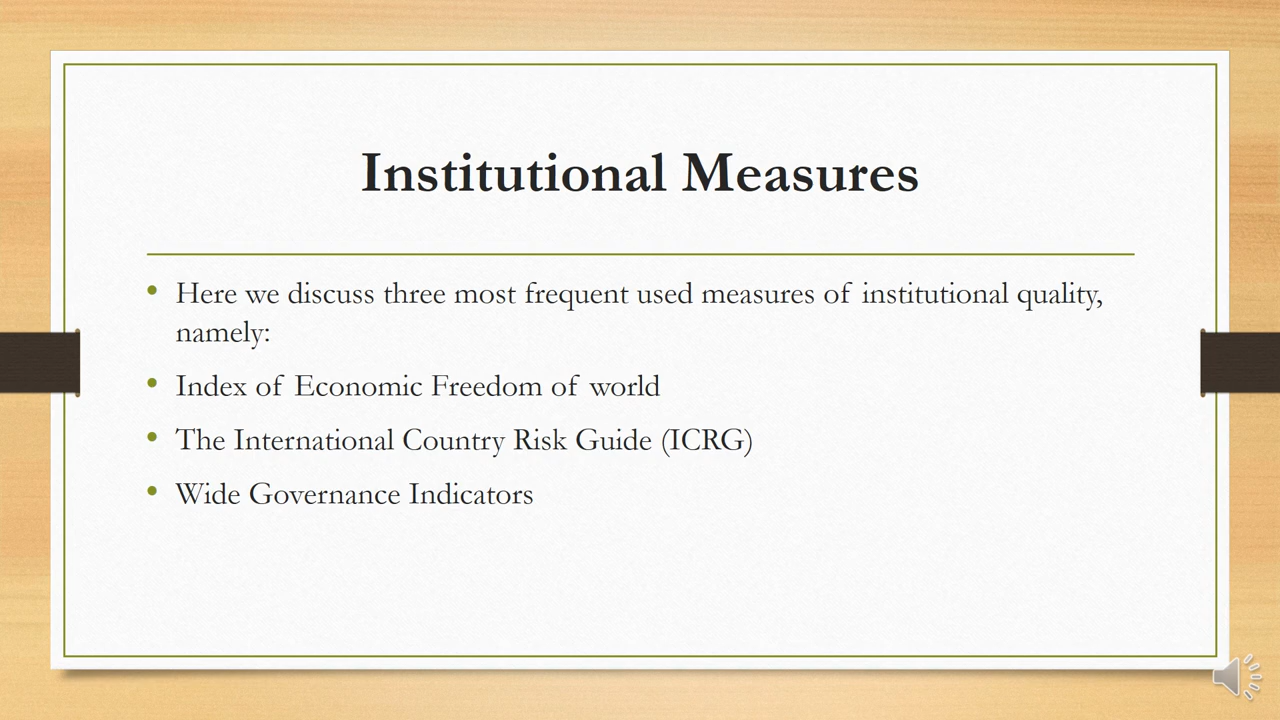 Institutional Measures
Here we discuss three most frequent used measures of institutional quality,
namely:
Index of Economic Freedom of world
The International Country Risk Guide (ICRG)
Wide Governance Indicators